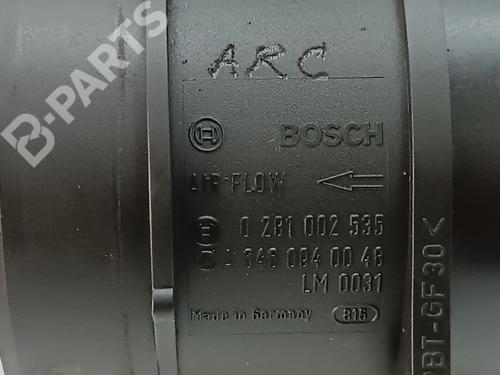 B-PARTS
ARC
BOSCH
AIR FLOW
0 281 002 535
646 094 00 48
LM 0031
Made in Germany 816
PBT-GF30<